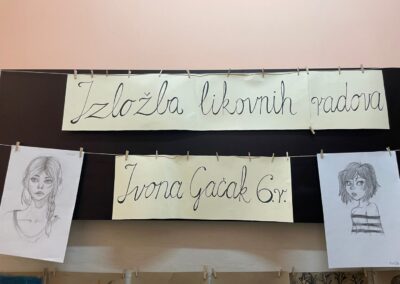 Izložba likovnih radova
Ivona Gačak 6.r.